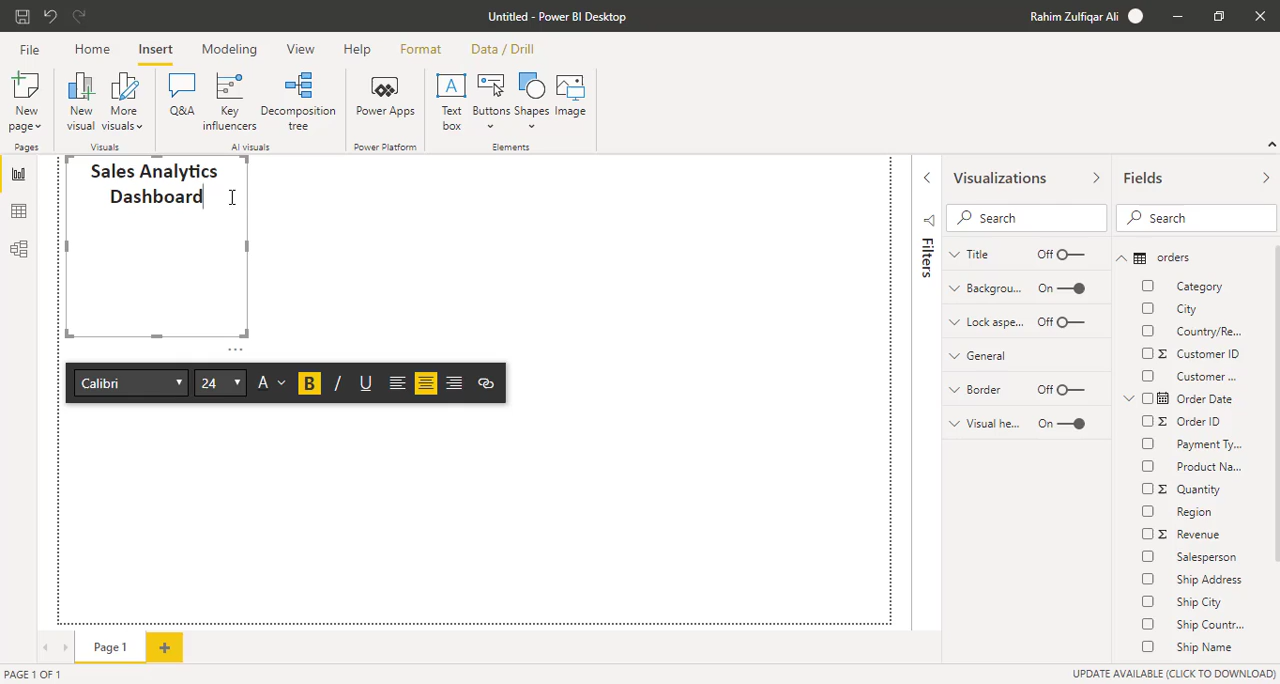 Untitled - Power BI Desktop
Rahim Zulfiqar Ali
File Home Insert Modeling View Help Format Data / Drill
New page
New visual
More visuals
Q&A
Key influencers
Decomposition tree
Power Apps
Text box
Buttons
Shapes
Image
Pages
Visuals
AI visuals
Power Platform
Elements
Sales Analytics
Dashboard
...
Calibri 24 A B / U
Filters
Visualizations
Search
Title Off
Backgrou... On
Lock aspe... Off
General
Border Off
Visual he... On
Fields
Search
orders
Category
City
Country/Re...
Σ Customer ID
Customer ...
Order Date
Σ Order ID
Payment Ty...
Product Na...
Σ Quantity
Region
Σ Revenue
Salesperson
Ship Address
Ship City
Ship Countr...
Ship Name
Page 1
PAGE 1 OF 1
UPDATE AVAILABLE (CLICK TO DOWNLOAD)